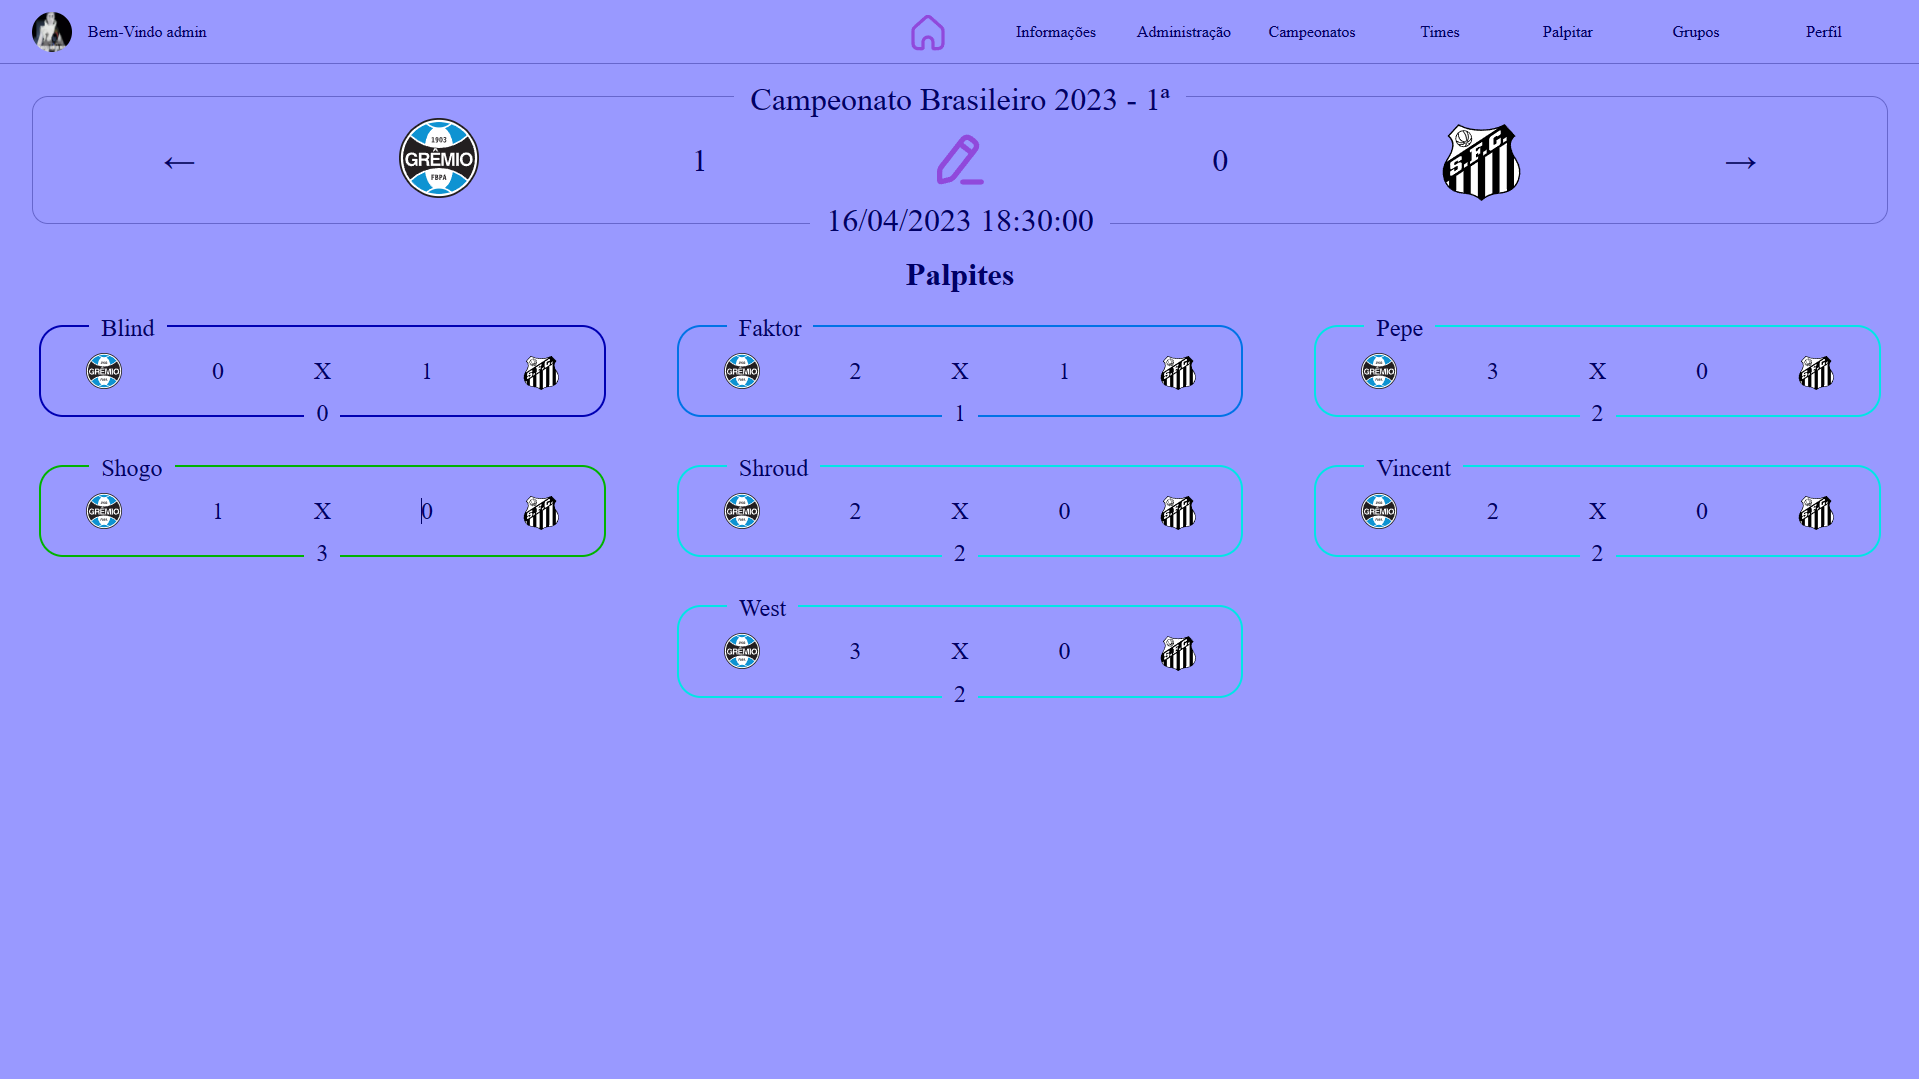 Bem-Vindo admin
Informações Administração Campeonatos Times Palpitar Grupos Perfil
Campeonato Brasileiro 2023 - 1ª
← 1903 GRÊMIO FBPA 1 0 S.F.C. →
16/04/2023 18:30:00
Palpites
Blind Faktor Pepe
GRÊMIO 0 X 1 GRÊMIO 2 X 1 GRÊMIO 3 X 0
0 1 2
Shogo Shroud Vincent
GRÊMIO 1 X 0 GRÊMIO 2 X 0 GRÊMIO 2 X 0
3 2 2
West
GRÊMIO 3 X 0
2